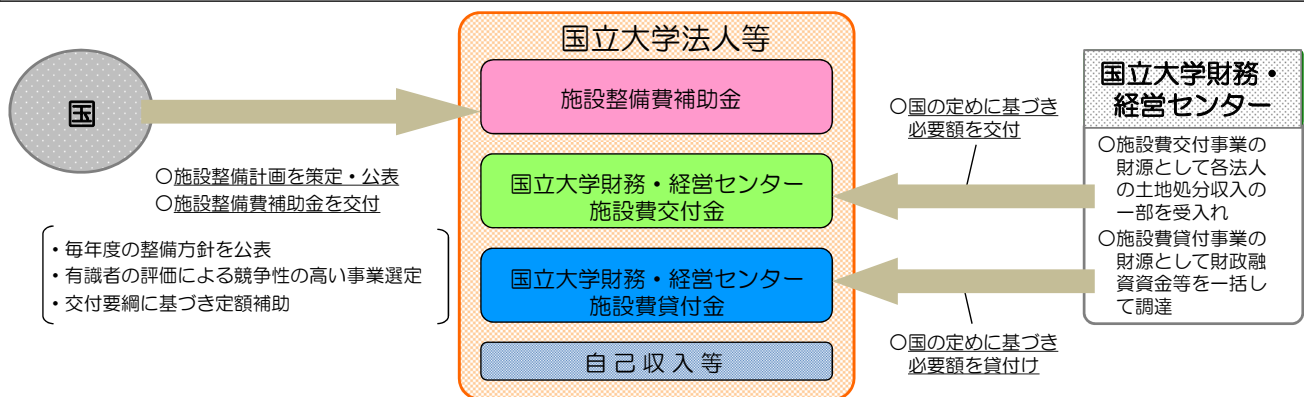 国
○施設整備計画を策定・公表
○施設整備費補助金を交付
・毎年度の整備方針を公表
・有識者の評価による競争性の高い事業選定
・交付要綱に基づき定額補助
国立大学法人等
施設整備費補助金
国立大学財務・経営センター
施設費交付金
国立大学財務・経営センター
施設費貸付金
自己収入等
○国の定めに基づき
必要額を交付
○国の定めに基づき
必要額を貸付け
国立大学財務・
経営センター
○施設費交付事業の
財源として各法人
の土地処分収入の
一部を受入れ
○施設費貸付事業の
財源として財政融
資資金等を一括し
て調達